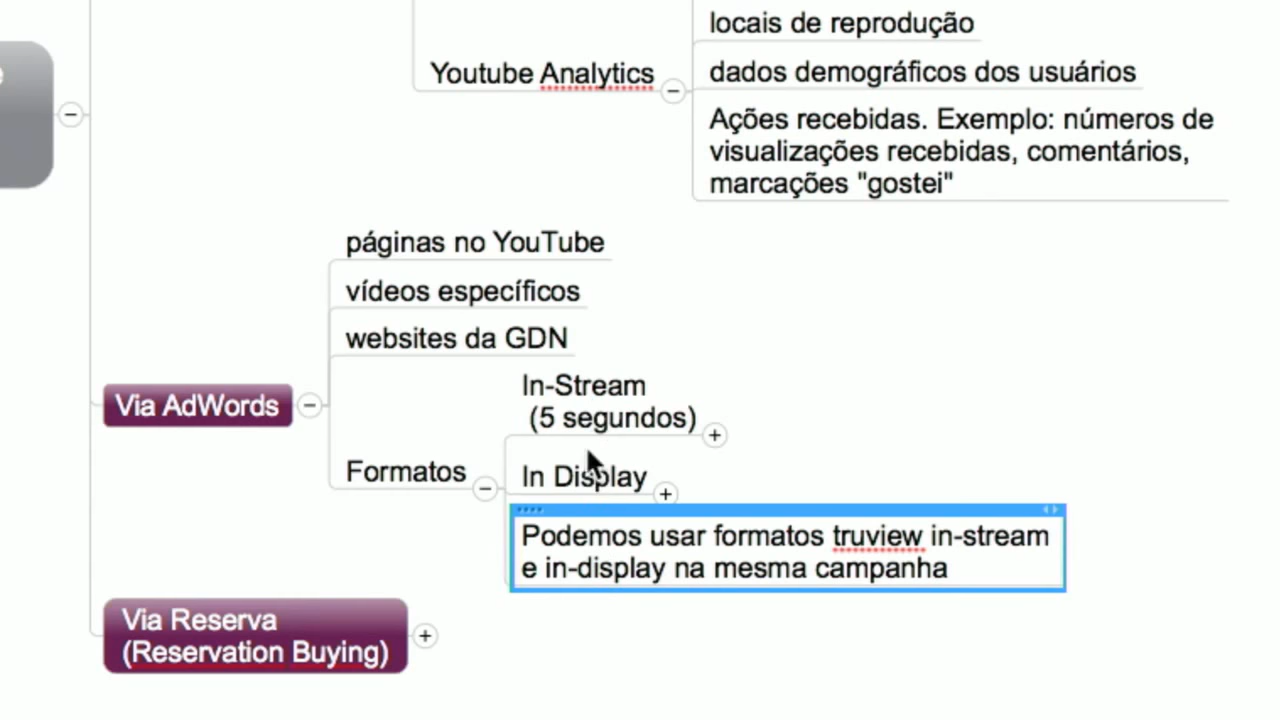 locais de reprodução
Youtube Analytics
dados demográficos dos usuários
Ações recebidas. Exemplo: números de
visualizações recebidas, comentários,
marcações "gostei"
páginas no YouTube
vídeos específicos
websites da GDN
Via AdWords
In-Stream
(5 segundos)
Formatos
In Display
Podemos usar formatos truview in-stream
e in-display na mesma campanha
Via Reserva
(Reservation Buying)